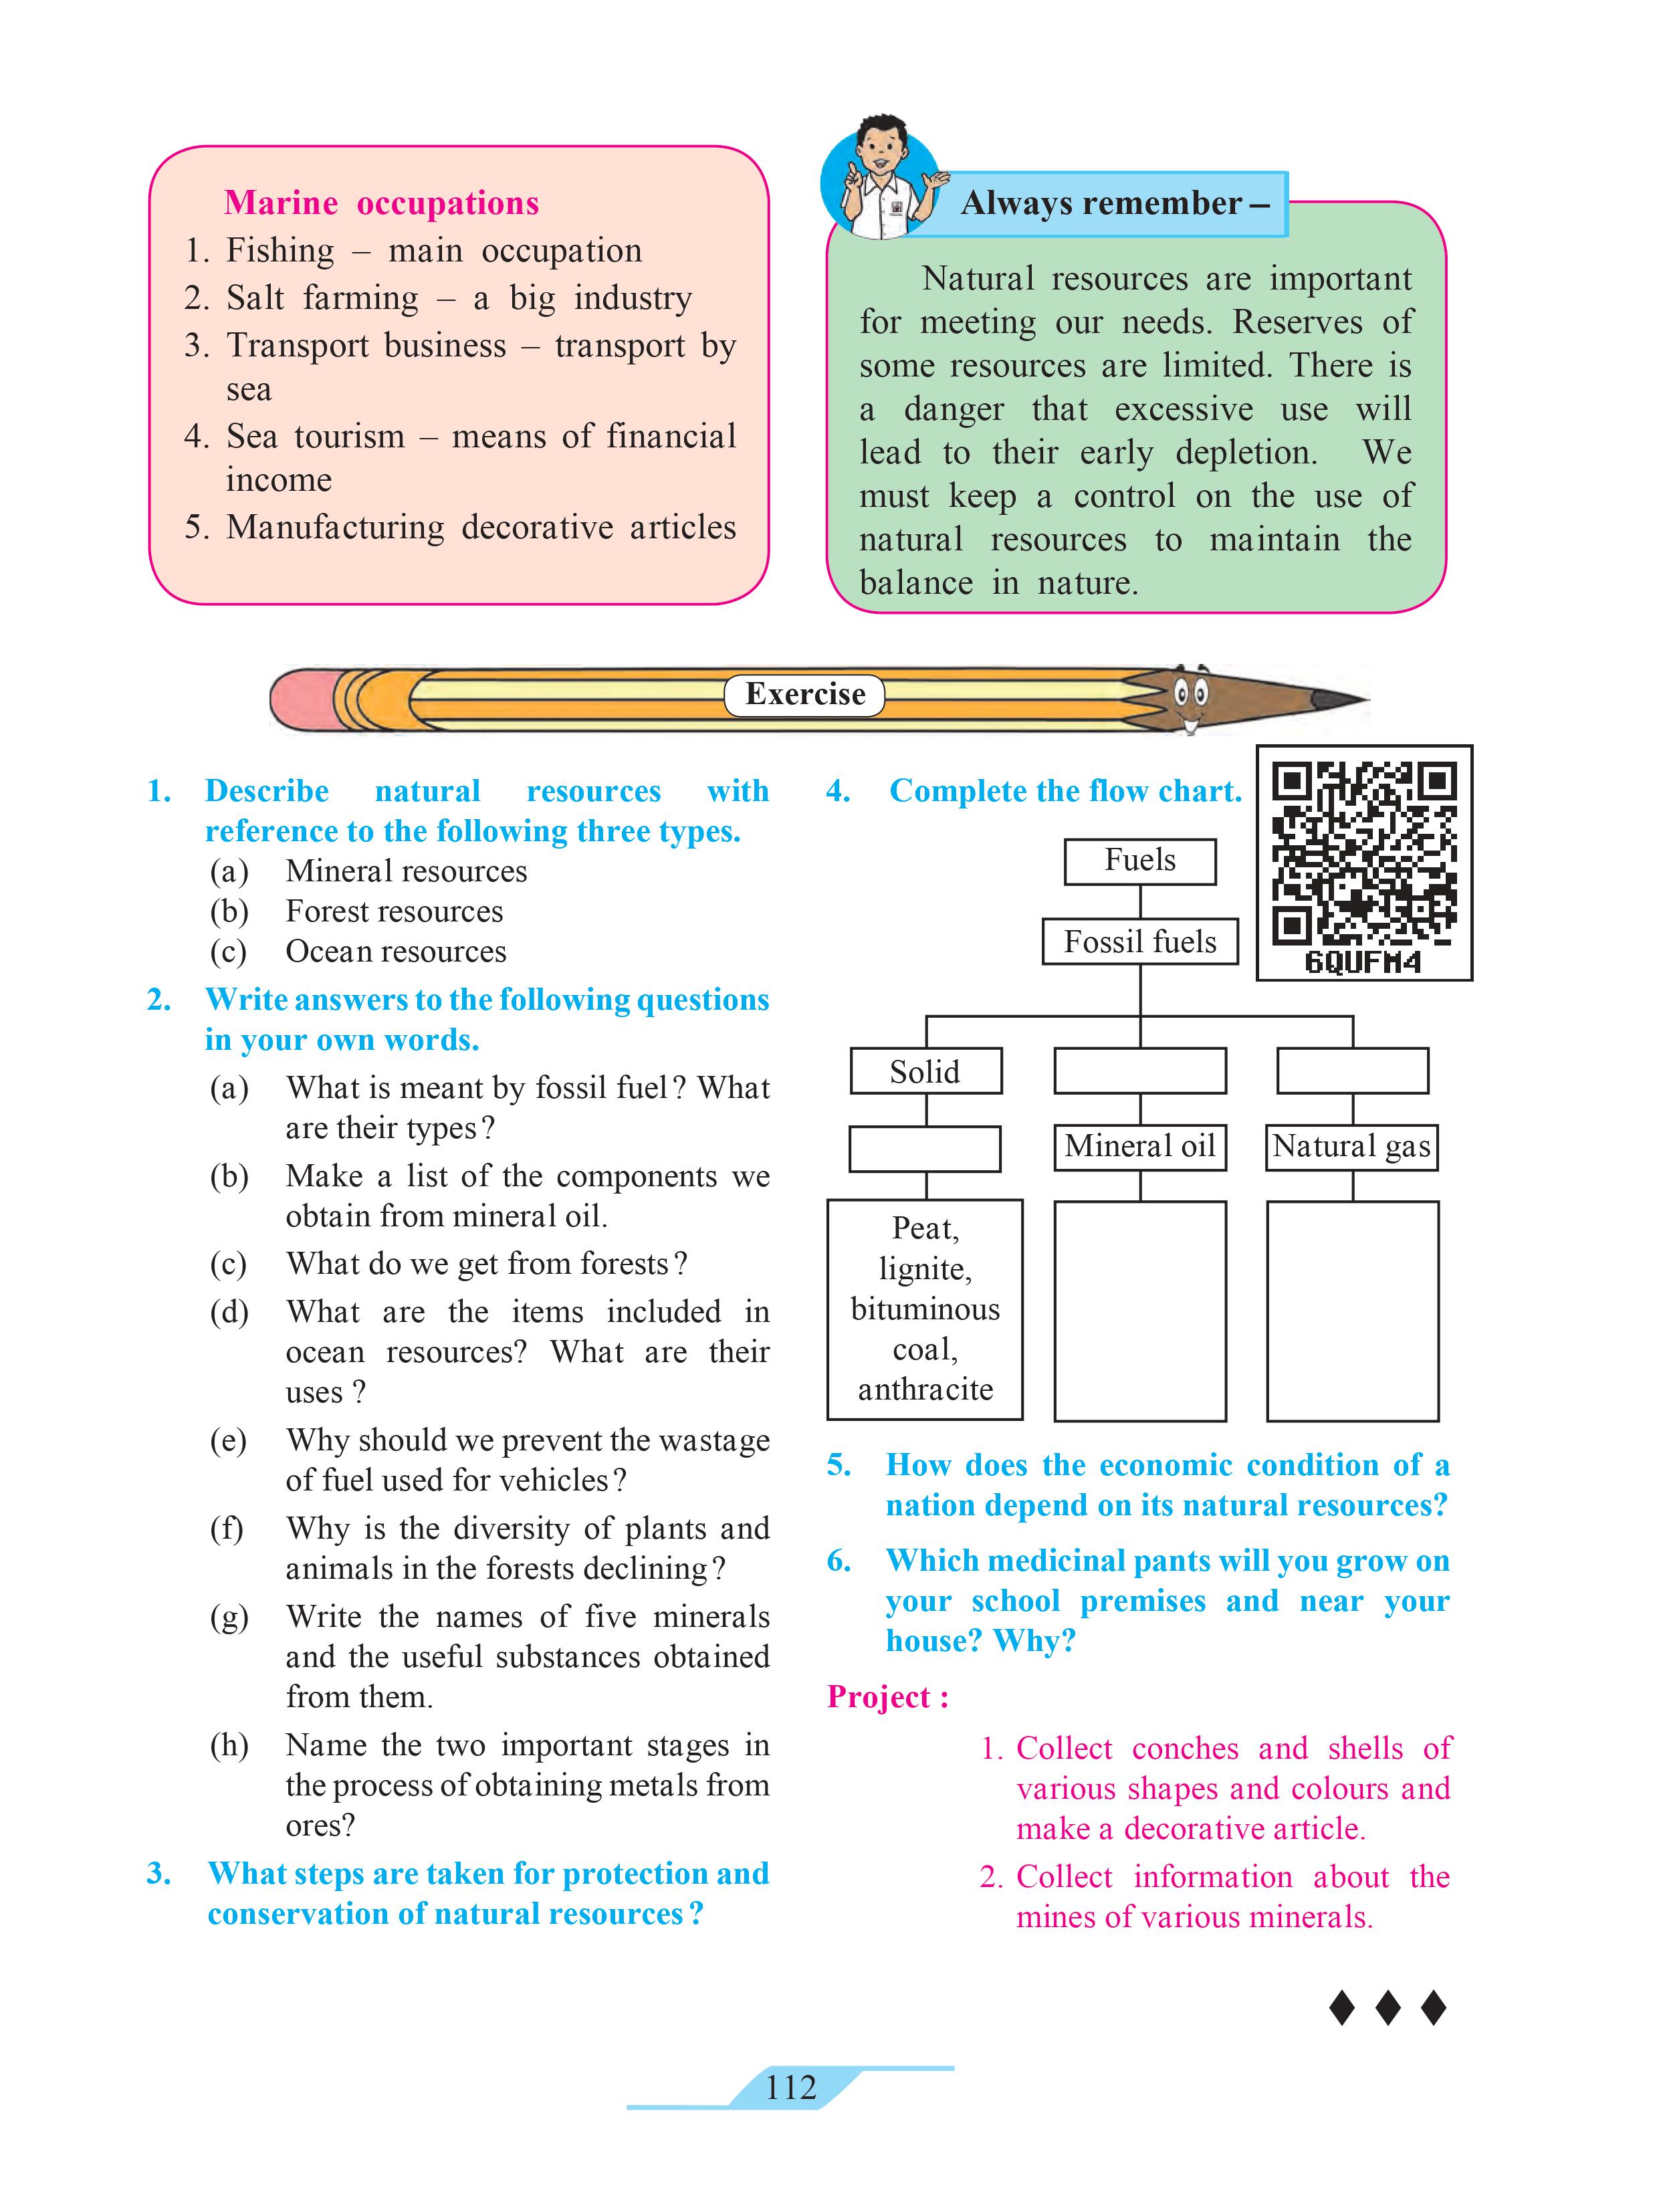 Marine occupations
1. Fishing – main occupation
2. Salt farming – a big industry
3. Transport business – transport by
sea
4. Sea tourism – means of financial
income
5. Manufacturing decorative articles
Always remember –
Natural resources are important
for meeting our needs. Reserves of
some resources are limited. There is
a danger that excessive use will
lead to their early depletion. We
must keep a control on the use of
natural resources to maintain the
balance in nature.
Exercise
1. Describe natural resources with
reference to the following three types.
(a) Mineral resources
(b) Forest resources
(c) Ocean resources
2. Write answers to the following questions
in your own words.
(a) What is meant by fossil fuel? What
are their types?
(b) Make a list of the components we
obtain from mineral oil.
(c) What do we get from forests?
(d) What are the items included in
ocean resources? What are their
uses ?
(e) Why should we prevent the wastage
of fuel used for vehicles?
(f) Why is the diversity of plants and
animals in the forests declining?
(g) Write the names of five minerals
and the useful substances obtained
from them.
(h) Name the two important stages in
the process of obtaining metals from
ores?
3. What steps are taken for protection and
conservation of natural resources?
4. Complete the flow chart.
6QUFM4
Fuels
Fossil fuels
Solid
Mineral oil
Natural gas
Peat,
lignite,
bituminous
coal,
anthracite
5. How does the economic condition of a
nation depend on its natural resources?
6. Which medicinal pants will you grow on
your school premises and near your
house? Why?
Project :
1. Collect conches and shells of
various shapes and colours and
make a decorative article.
2. Collect information about the
mines of various minerals.
112